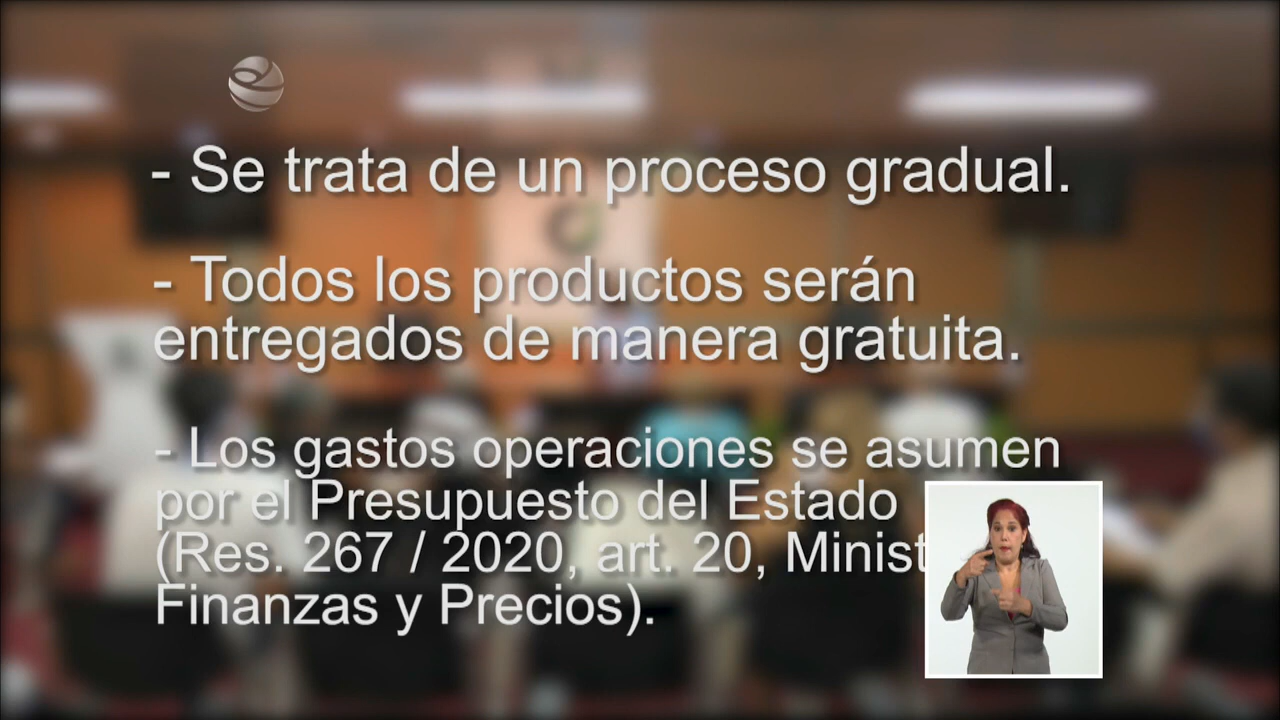 - Se trata de un proceso gradual.
- Todos los productos serán
entregados de manera gratuita.
- Los gastos operaciones se asumen
por el Presupuesto del Estado
(Res. 267 / 2020, art. 20,
Finanzas y Precios).